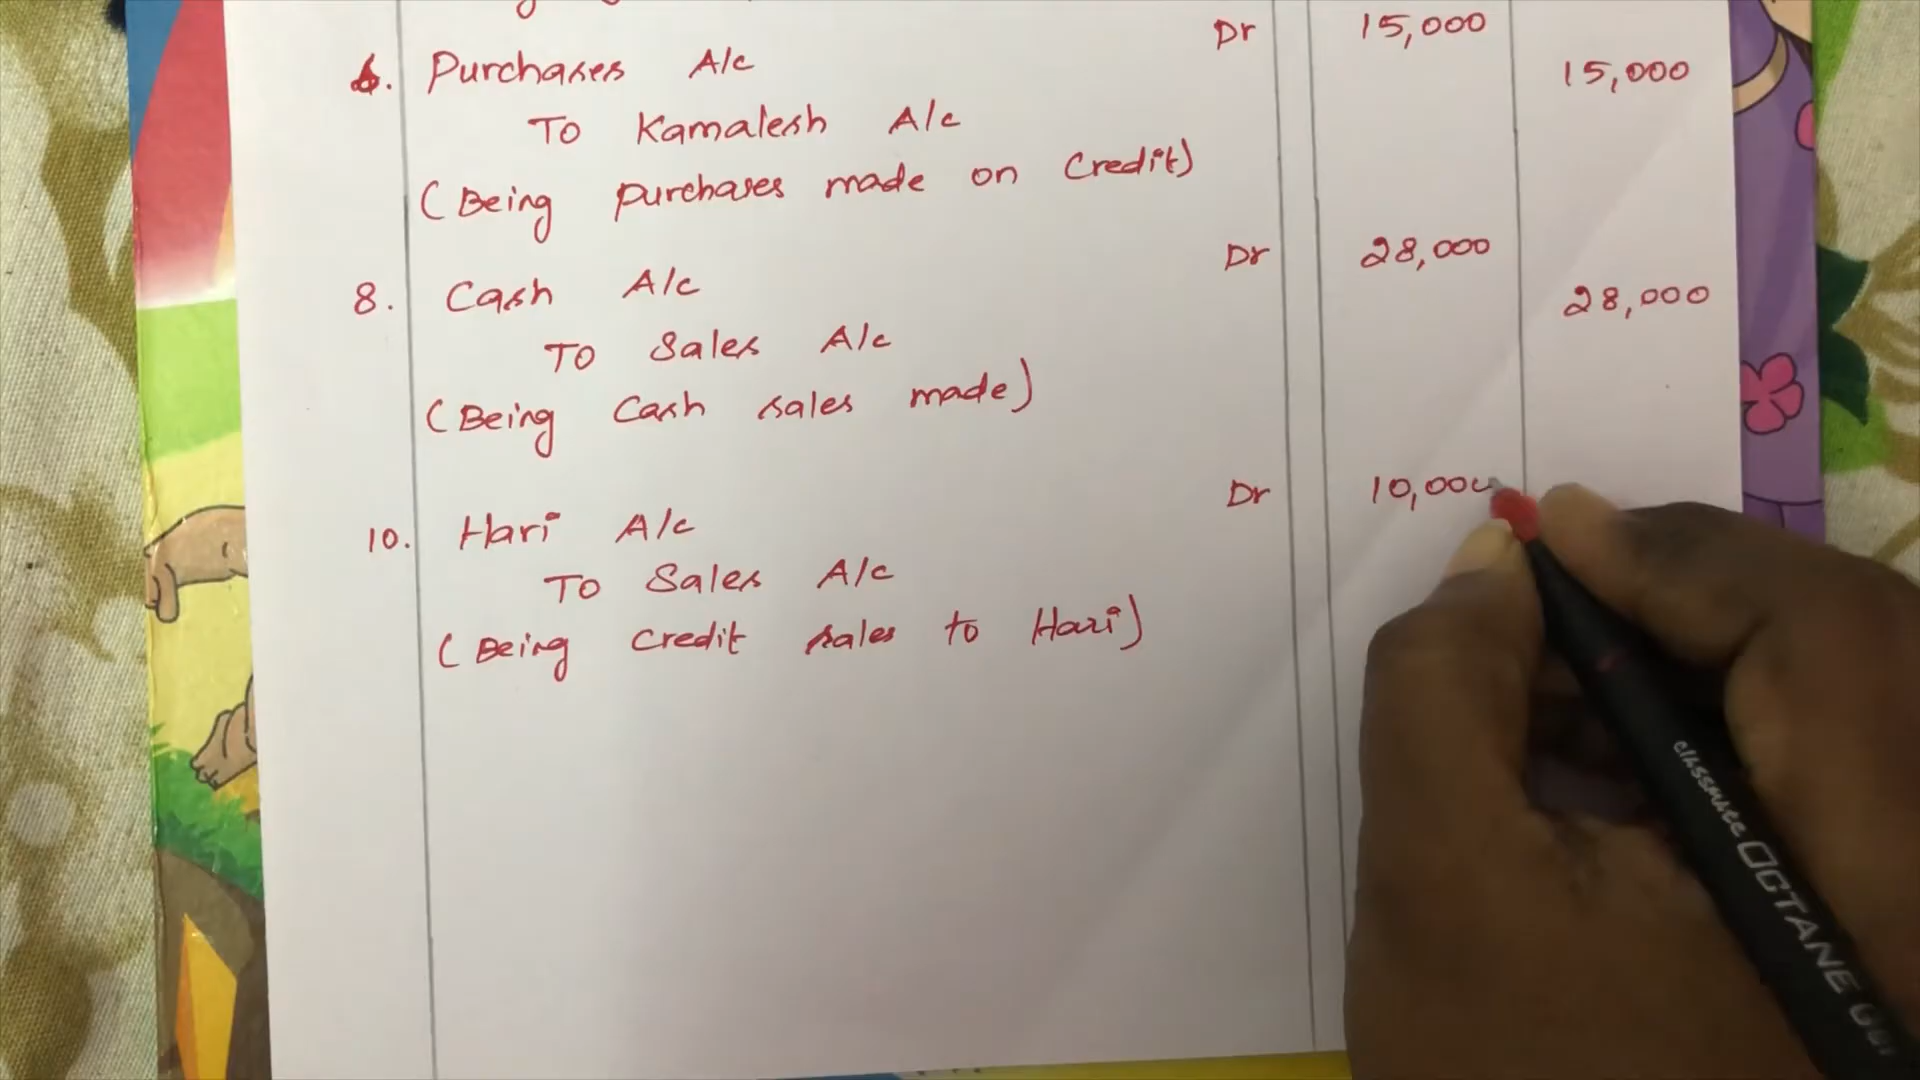 6. Purchases A/c Dr 15,000
To Kamalesh A/c 15,000
(Being purchases made on Credit)
8. Cash A/c Dr 28,000
To Sales A/c 28,000
(Being Cash sales made)
10. Hari A/c Dr 10,000
To Sales A/c
(Being credit sales to Hari)
classmate OCTANE